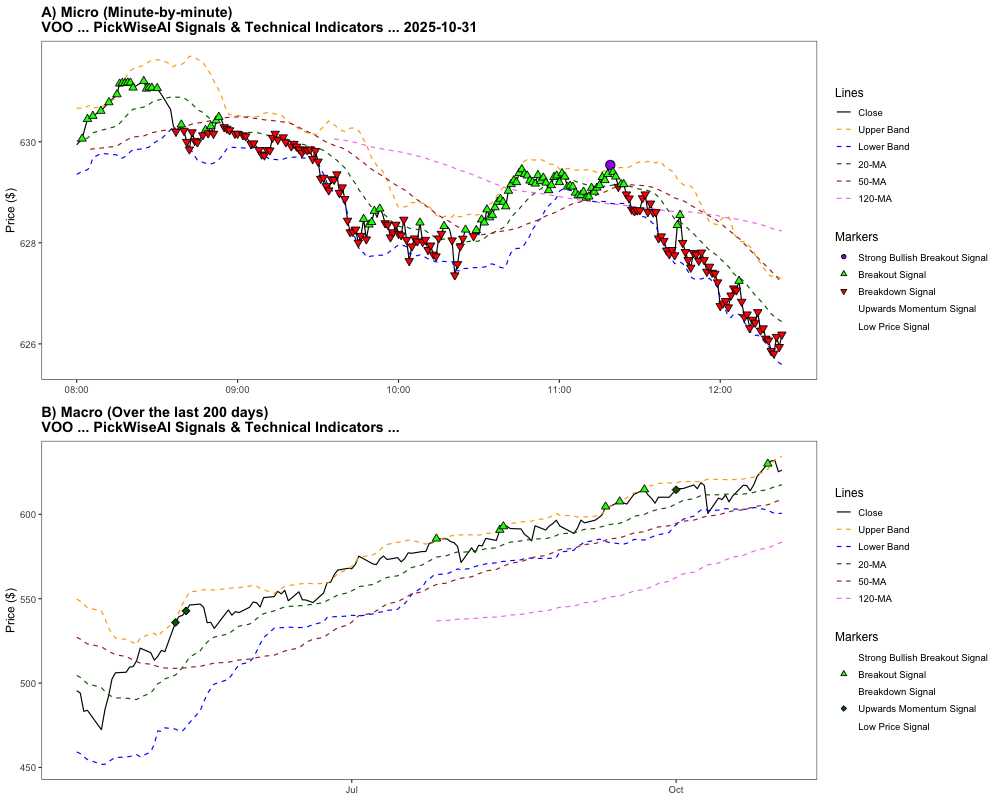 A) Micro (Minute-by-minute)
VOO ... PickWiseAI Signals & Technical Indicators ... 2025-10-31
Price ($)
630
628
626
08:00
09:00
10:00
11:00
12:00
Lines
Close
Upper Band
Lower Band
20-MA
50-MA
120-MA
Markers
Strong Bullish Breakout Signal
Breakout Signal
Breakdown Signal
Upwards Momentum Signal
Low Price Signal
B) Macro (Over the last 200 days)
VOO ... PickWiseAI Signals & Technical Indicators ...
Price ($)
600
550
500
450
Jul
Oct
Lines
Close
Upper Band
Lower Band
20-MA
50-MA
120-MA
Markers
Strong Bullish Breakout Signal
Breakout Signal
Breakdown Signal
Upwards Momentum Signal
Low Price Signal